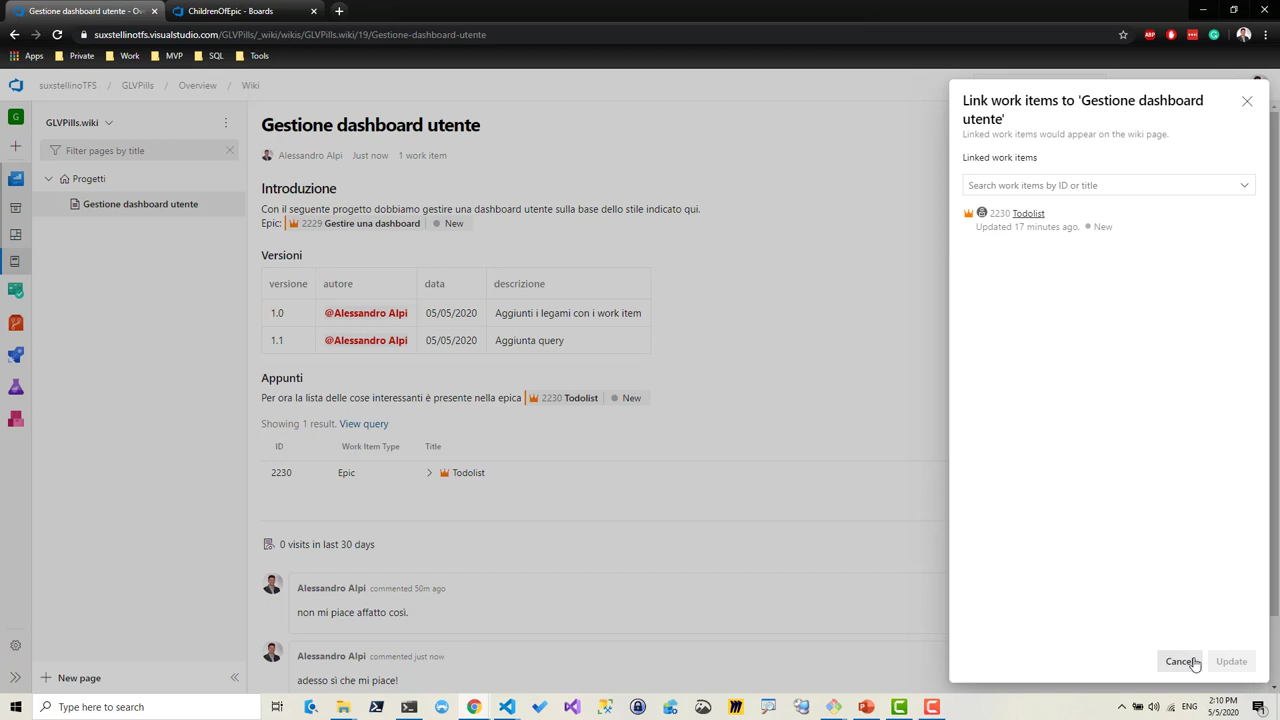 Gestione dashboard utente - Ov
ChildrenOfEpic - Boards
suxstellinotfs.visualstudio.com/GLVPills/_wiki/wikis/GLVPills.wiki/19/Gestione-dashboard-utente
ABP
Apps Private Work MVP SQL Tools
suxstellinoTFS GLVPills Overview Wiki
G
GLVPills.wiki
Filter pages by title
Progetti
Gestione dashboard utente
New page
Gestione dashboard utente
Alessandro Alpi Just now 1 work item
Introduzione
Con il seguente progetto dobbiamo gestire una dashboard utente sulla base dello stile indicato qui.
Epic: 2229 Gestire una dashboard New
Versioni
versione autore data descrizione
1.0 @Alessandro Alpi 05/05/2020 Aggiunti i legami con i work item
1.1 @Alessandro Alpi 05/05/2020 Aggiunta query
Appunti
Per ora la lista delle cose interessanti è presente nella epica 2230 Todolist New
Showing 1 result. View query
ID Work Item Type Title
2230 Epic Todolist
0 visits in last 30 days
Alessandro Alpi commented 50m ago
non mi piace affatto così.
Alessandro Alpi commented just now
adesso sì che mi piace!
Link work items to 'Gestione dashboard
utente'
Linked work items would appear on the wiki page.
Linked work items
Search work items by ID or title
2230 Todolist
Updated 17 minutes ago, New
Cancel Update
Type here to search
ENG
2:10 PM
5/5/2020